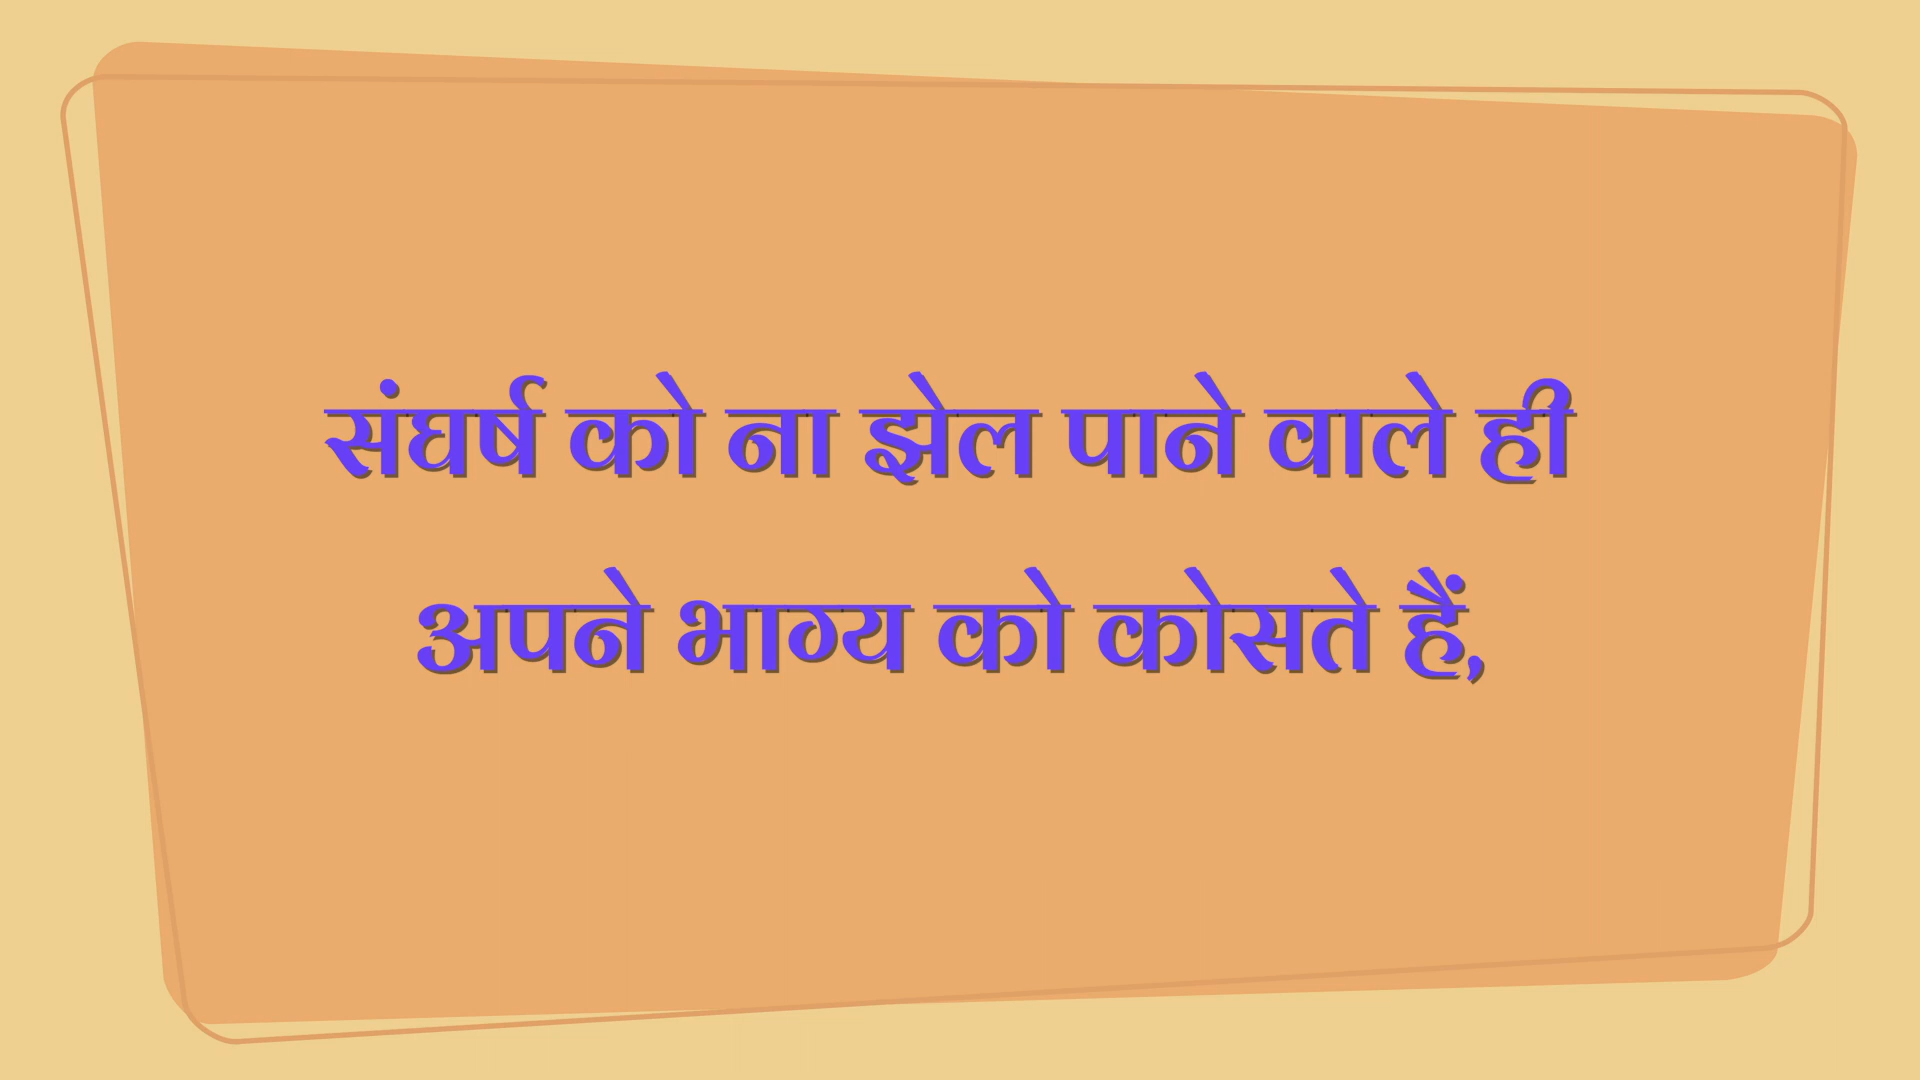 संघर्ष को ना झेल पाने वाले ही
अपने भाग्य को कोसते हैं,